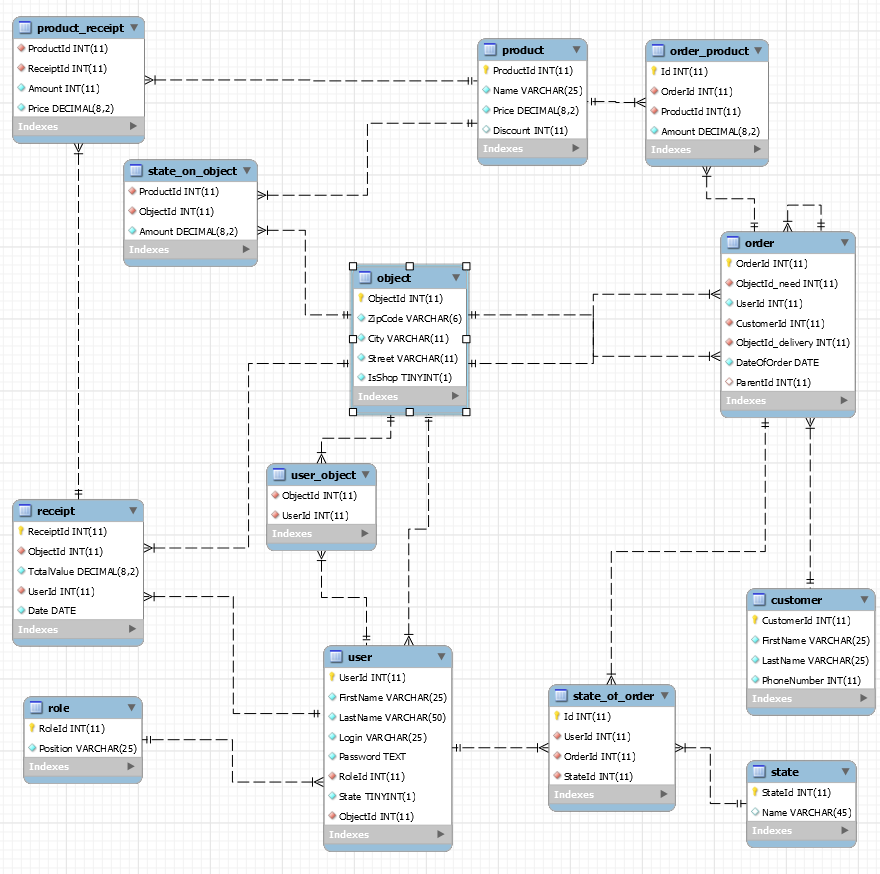 product_receipt
ProductId INT(11)
ReceiptId INT(11)
Amount INT(11)
Price DECIMAL(8,2)
Indexes
product
ProductId INT(11)
Name VARCHAR(25)
Price DECIMAL(8,2)
Discount INT(11)
Indexes
order_product
Id INT(11)
OrderId INT(11)
ProductId INT(11)
Amount DECIMAL(8,2)
Indexes
state_on_object
ProductId INT(11)
ObjectId INT(11)
Amount DECIMAL(8,2)
Indexes
object
ObjectId INT(11)
ZipCode VARCHAR(6)
City VARCHAR(11)
Street VARCHAR(11)
IsShop TINYINT(1)
Indexes
order
OrderId INT(11)
ObjectId_need INT(11)
UserId INT(11)
CustomerId INT(11)
ObjectId_delivery INT(11)
DateOfOrder DATE
ParentId INT(11)
Indexes
user_object
ObjectId INT(11)
UserId INT(11)
Indexes
receipt
ReceiptId INT(11)
ObjectId INT(11)
TotalValue DECIMAL(8,2)
UserId INT(11)
Date DATE
Indexes
customer
CustomerId INT(11)
FirstName VARCHAR(25)
LastName VARCHAR(25)
PhoneNumber INT(11)
Indexes
user
UserId INT(11)
FirstName VARCHAR(25)
LastName VARCHAR(50)
Login VARCHAR(25)
Password TEXT
RoleId INT(11)
State TINYINT(1)
ObjectId INT(11)
Indexes
role
RoleId INT(11)
Position VARCHAR(25)
Indexes
state_of_order
Id INT(11)
UserId INT(11)
OrderId INT(11)
StateId INT(11)
Indexes
state
StateId INT(11)
Name VARCHAR(45)
Indexes